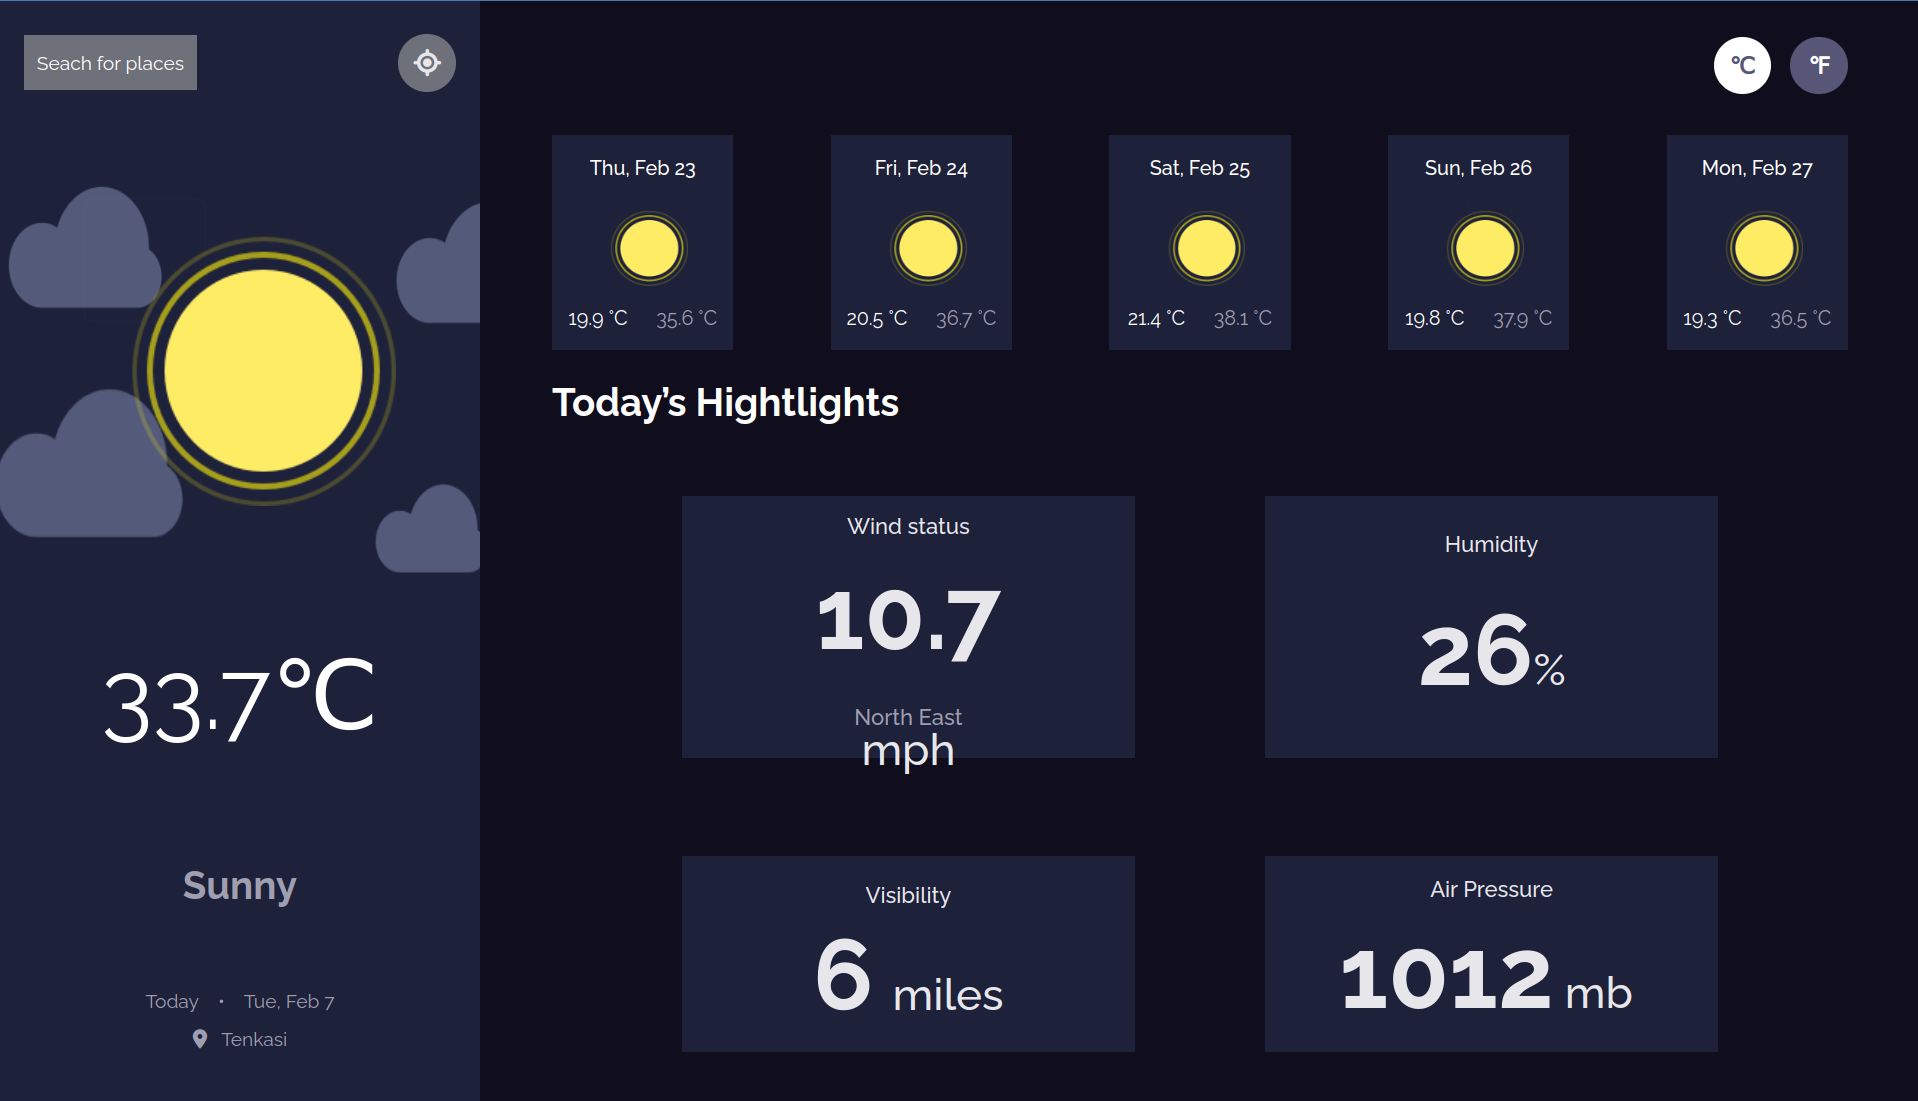 Seach for places
33.7°C
Sunny
Today • Tue, Feb 7
Tenkasi
°C °F
Thu, Feb 23
19.9 °C 35.6 °C
Fri, Feb 24
20.5 °C 36.7 °C
Sat, Feb 25
21.4 °C 38.1 °C
Sun, Feb 26
19.8 °C 37.9 °C
Mon, Feb 27
19.3 °C 36.5 °C
Today’s Hightlights
Wind status
10.7
North East
mph
Humidity
26%
Visibility
6 miles
Air Pressure
1012 mb